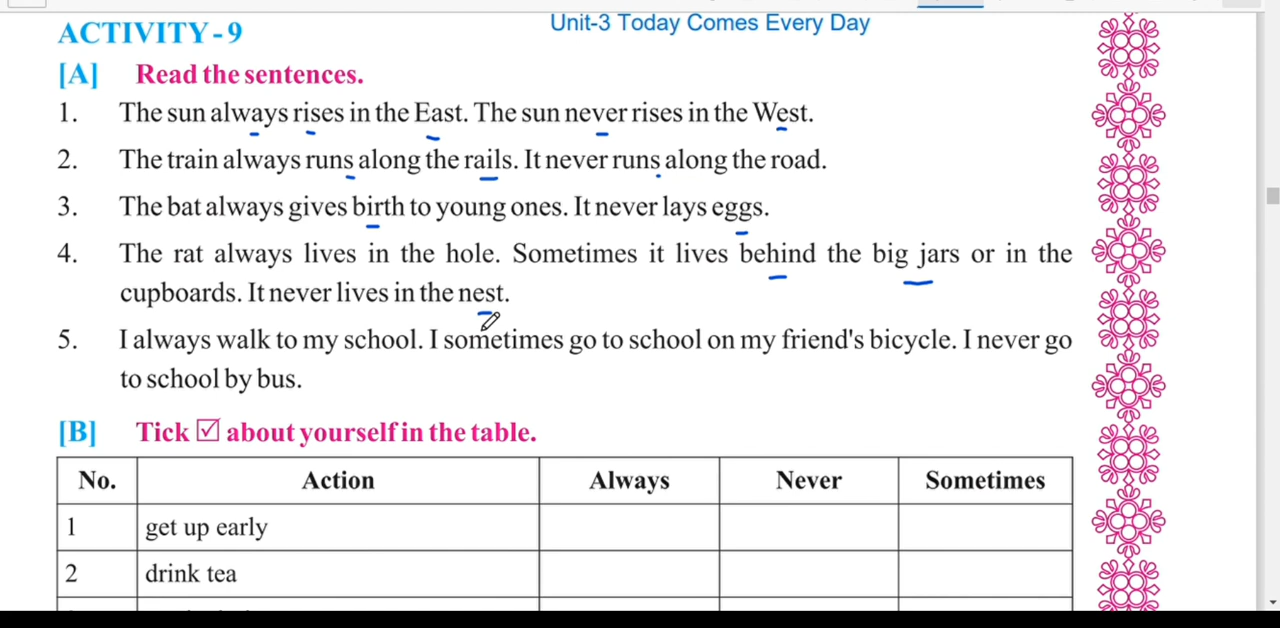 Unit-3 Today Comes Every Day
ACTIVITY-9
[A] Read the sentences.
1. The sun always rises in the East. The sun never rises in the West.
2. The train always runs along the rails. It never runs along the road.
3. The bat always gives birth to young ones. It never lays eggs.
4. The rat always lives in the hole. Sometimes it lives behind the big jars or in the
cupboards. It never lives in the nest.
5. I always walk to my school. I sometimes go to school on my friend's bicycle. I never go
to school by bus.
[B] Tick ☑ about yourself in the table.
No. Action Always Never Sometimes
1 get up early
2 drink tea